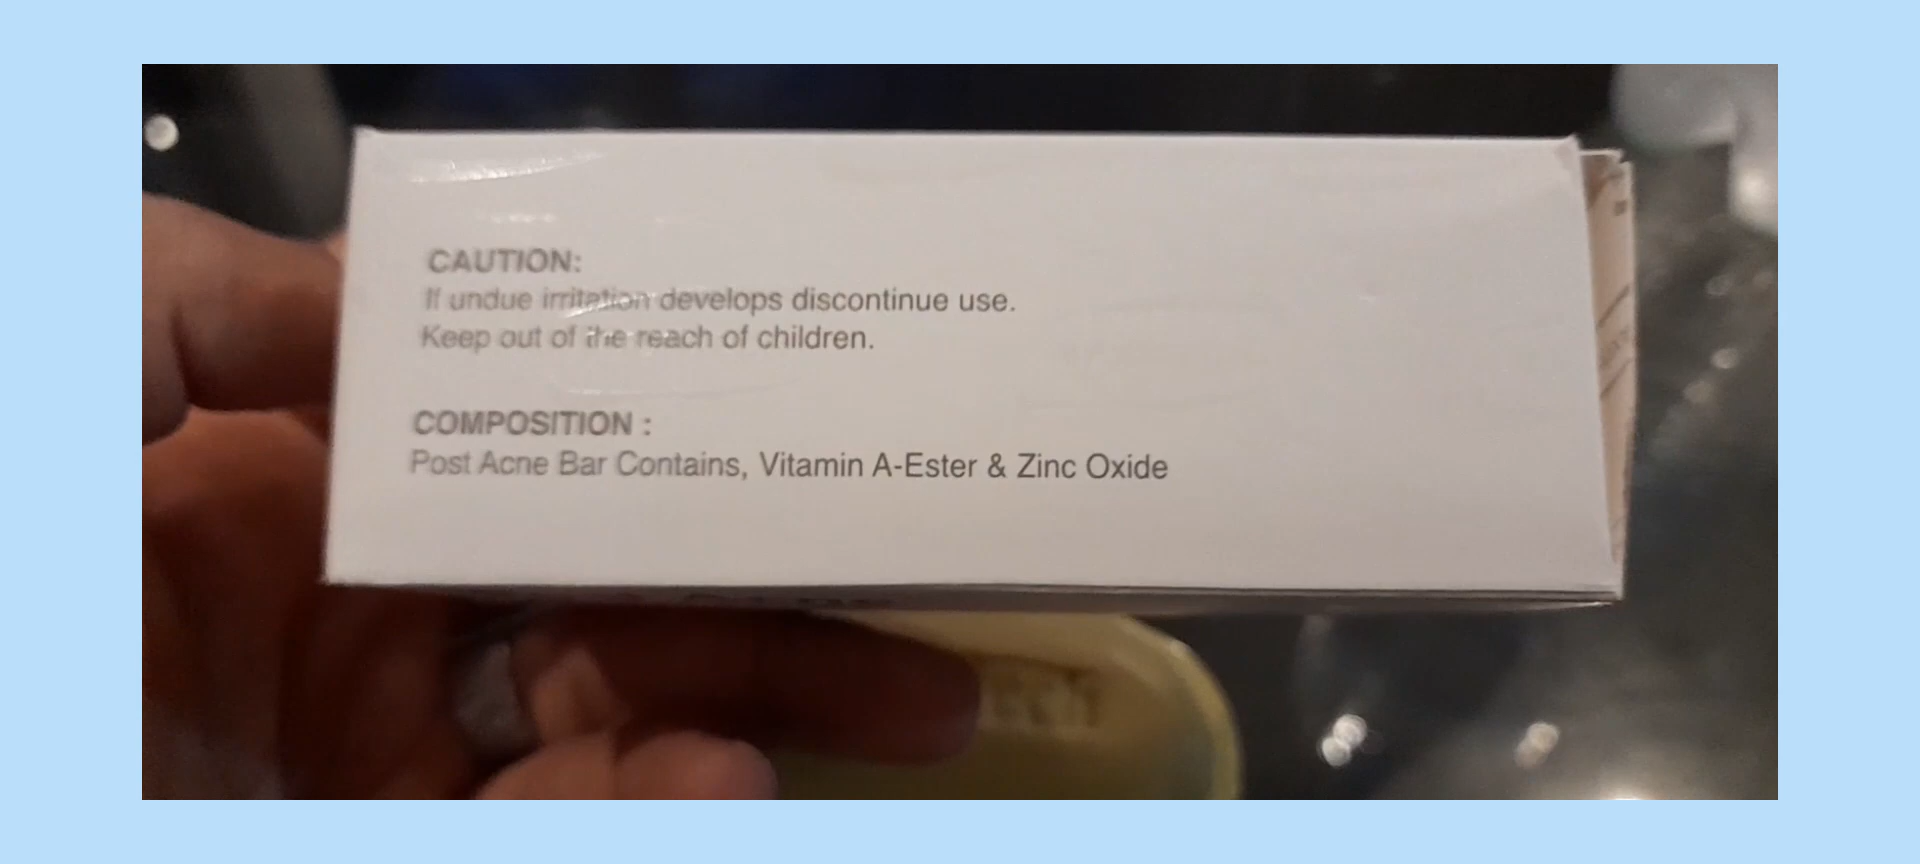 CAUTION:
If undue irritation develops discontinue use.
Keep out of the reach of children.
COMPOSITION :
Post Acne Bar Contains, Vitamin A-Ester & Zinc Oxide